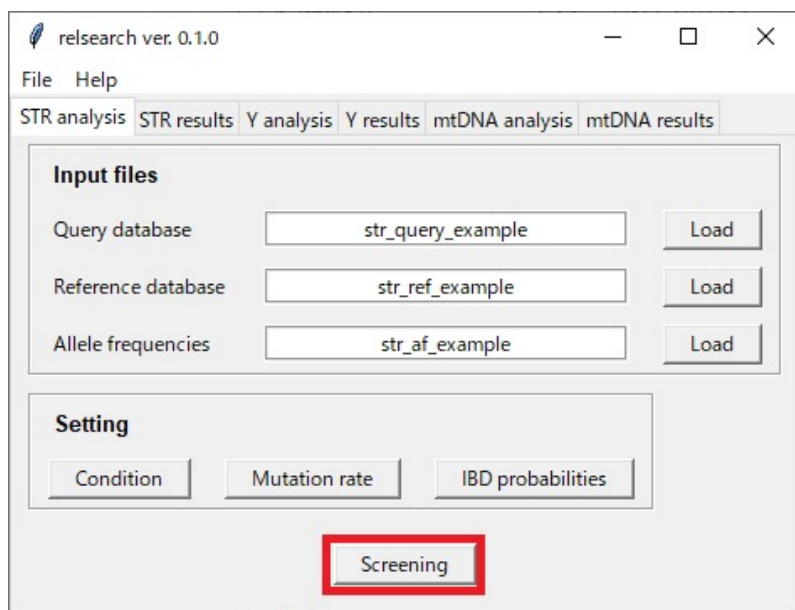 relsearch ver. 0.1.0
File Help
STR analysis STR results Y analysis Y results mtDNA analysis mtDNA results
Input files
Query database str_query_example Load
Reference database str_ref_example Load
Allele frequencies str_af_example Load
Setting
Condition Mutation rate IBD probabilities
Screening